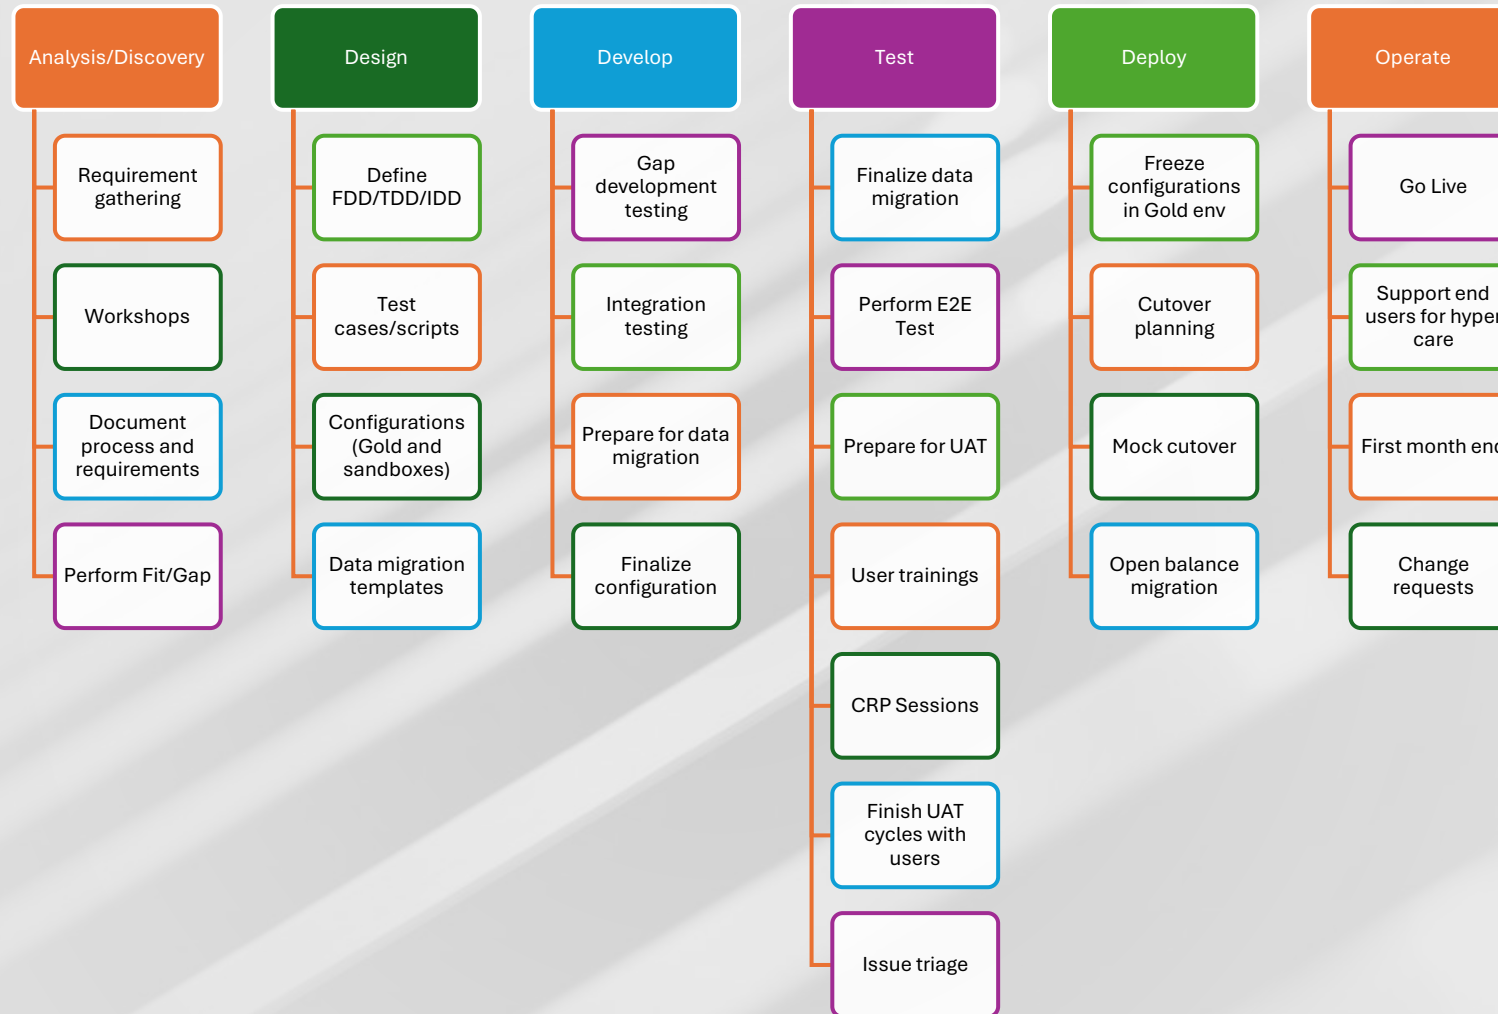 Analysis/Discovery
Requirement
gathering
Workshops
Document
process and
requirements
Perform Fit/Gap
Design
Define
FDD/TDD/IDD
Test
cases/scripts
Configurations
(Gold and
sandboxes)
Data migration
templates
Develop
Gap
development
testing
Integration
testing
Prepare for data
migration
Finalize
configuration
Test
Finalize data
migration
Perform E2E
Test
Prepare for UAT
User trainings
CRP Sessions
Finish UAT
cycles with
users
Issue triage
Deploy
Freeze
configurations
in Gold env
Cutover
planning
Mock cutover
Open balance
migration
Operate
Go Live
Support end
users for hyper
care
First month end
Change
requests